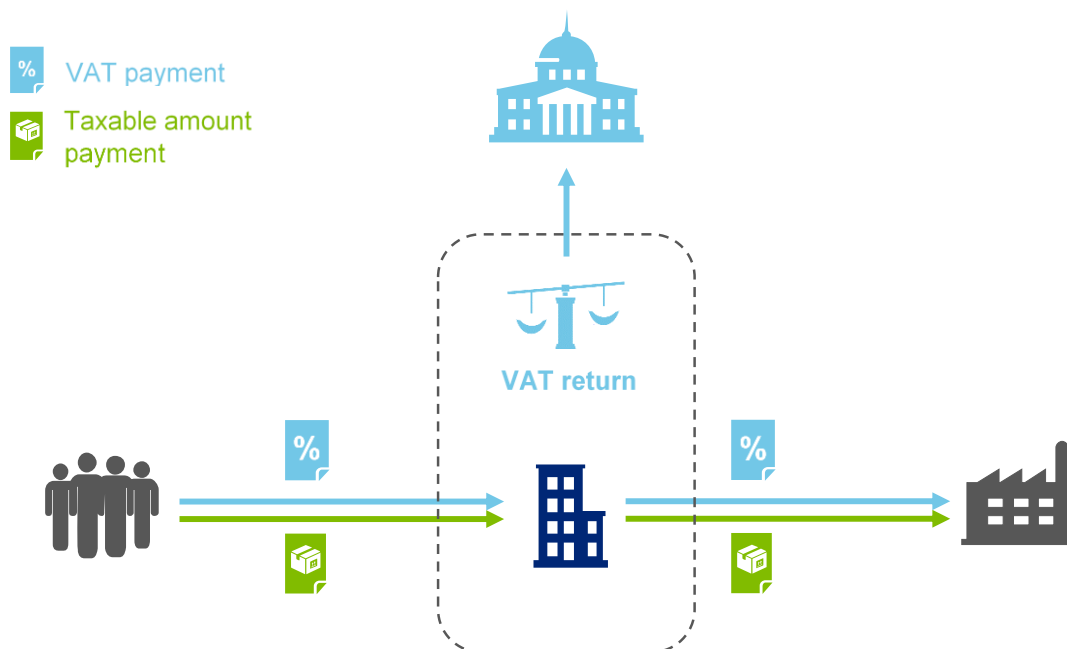 %
VAT payment
Taxable amount
payment
VAT return
%
%